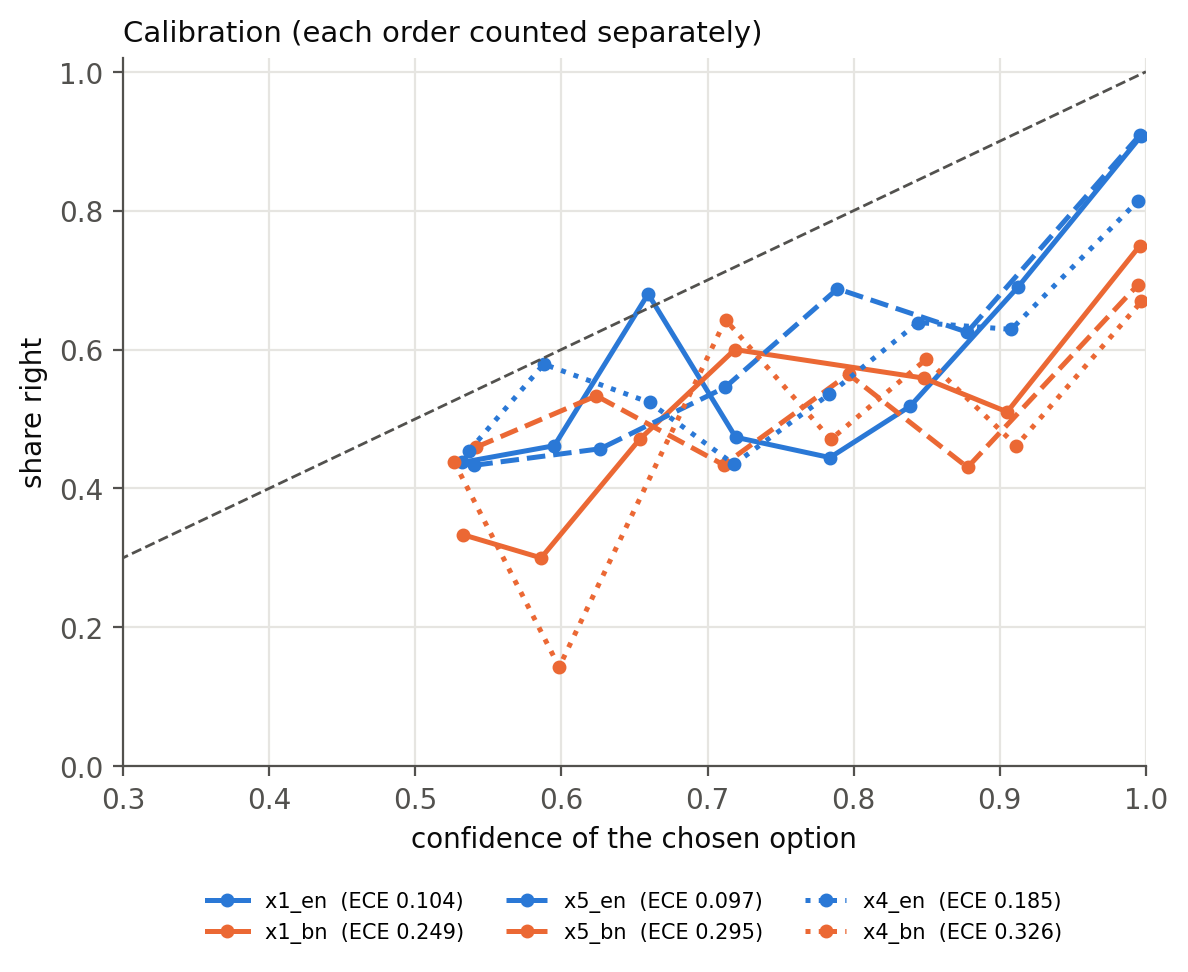 Calibration (each order counted separately)
1.0
0.8
0.6
0.4
0.2
0.0
share right
0.3 0.4 0.5 0.6 0.7 0.8 0.9 1.0
confidence of the chosen option
x1_en (ECE 0.104) x5_en (ECE 0.097) x4_en (ECE 0.185)
x1_bn (ECE 0.249) x5_bn (ECE 0.295) x4_bn (ECE 0.326)